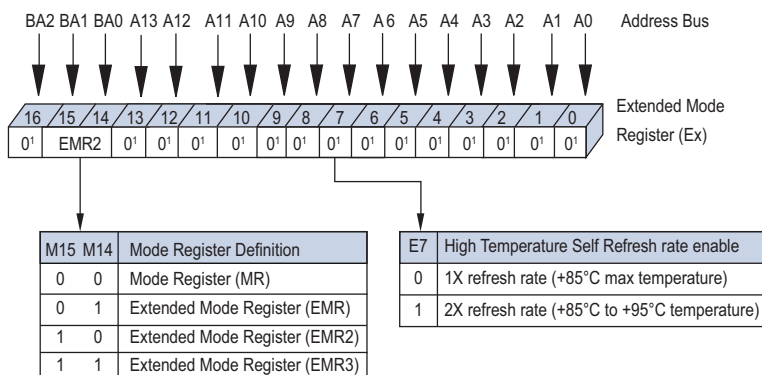 BA2 BA1 BA0 A13 A12 A11 A10 A9 A8 A7 A6 A5 A4 A3 A2 A1 A0 Address Bus
16 15 14 13 12 11 10 9 8 7 6 5 4 3 2 1 0 Extended Mode
0¹ EMR2 0¹ 0¹ 0¹ 0¹ 0¹ 0¹ 0¹ 0¹ 0¹ 0¹ 0¹ 0¹ 0¹ 0¹ Register (Ex)
M15 M14 Mode Register Definition
0 0 Mode Register (MR)
0 1 Extended Mode Register (EMR)
1 0 Extended Mode Register (EMR2)
1 1 Extended Mode Register (EMR3)
E7 High Temperature Self Refresh rate enable
0 1X refresh rate (+85°C max temperature)
1 2X refresh rate (+85°C to +95°C temperature)